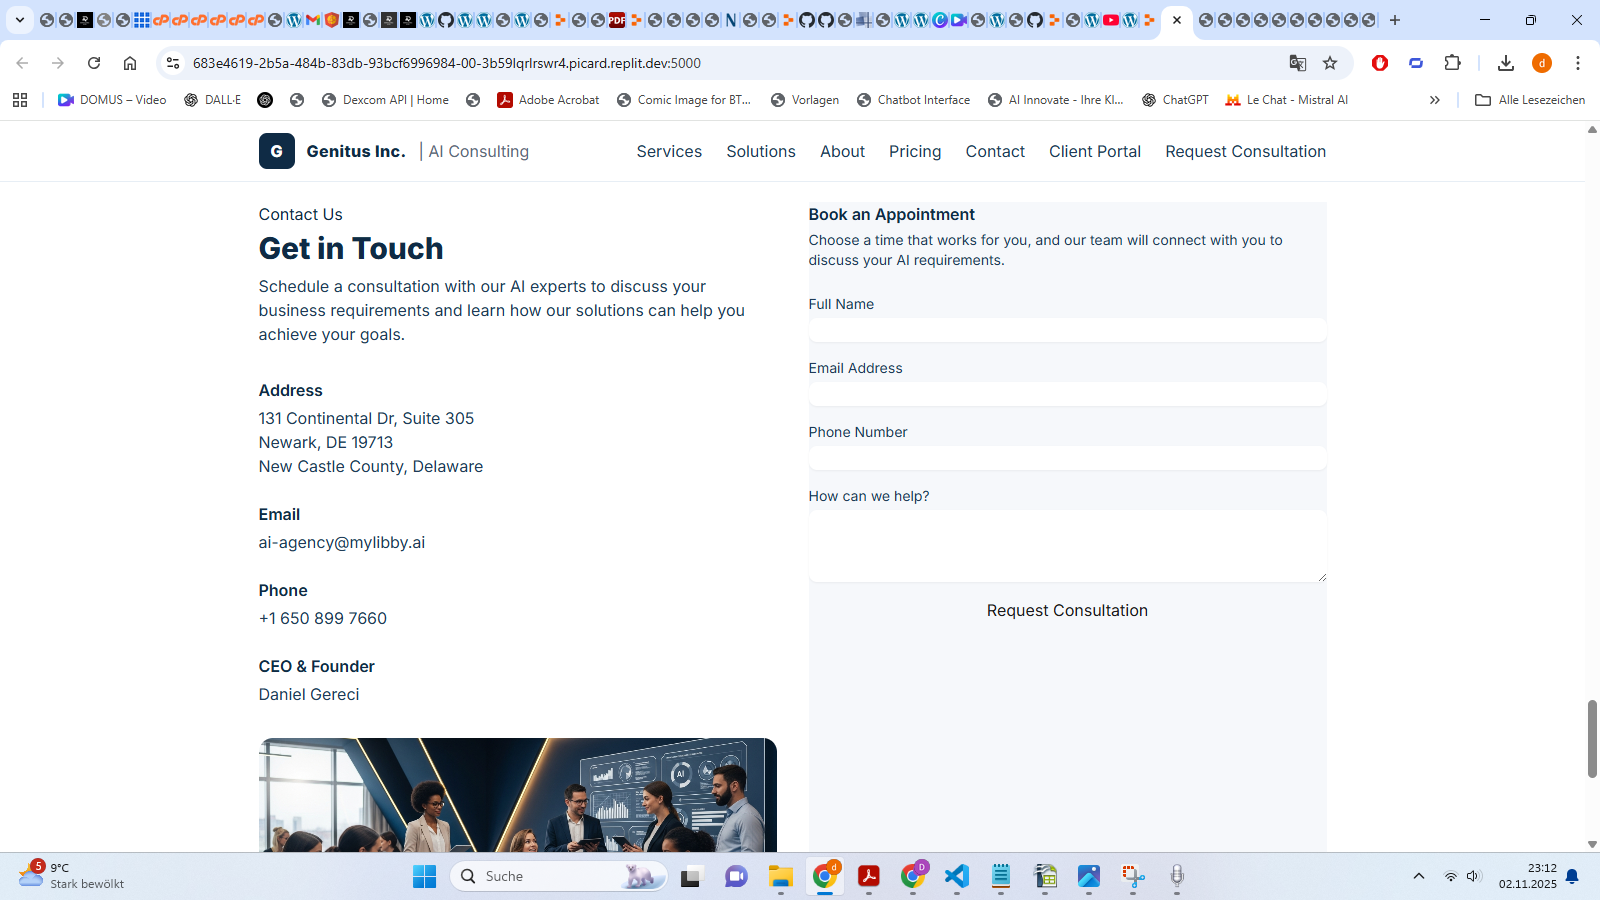 683e4619-2b5a-484b-83db-93bcf6996984-00-3b59lqrlrswr4.picard.replit.dev:5000
DOMUS – Video
DALL·E
Dexcom API | Home
Adobe Acrobat
Comic Image for BT...
Vorlagen
Chatbot Interface
AI Innovate - Ihre KI...
ChatGPT
Le Chat - Mistral AI
Alle Lesezeichen
G Genitus Inc. | AI Consulting
Services
Solutions
About
Pricing
Contact
Client Portal
Request Consultation
Contact Us
Get in Touch
Schedule a consultation with our AI experts to discuss your
business requirements and learn how our solutions can help you
achieve your goals.
Address
131 Continental Dr, Suite 305
Newark, DE 19713
New Castle County, Delaware
Email
ai-agency@mylibby.ai
Phone
+1 650 899 7660
CEO & Founder
Daniel Gereci
AI
Book an Appointment
Choose a time that works for you, and our team will connect with you to
discuss your AI requirements.
Full Name
Email Address
Phone Number
How can we help?
Request Consultation
5
9°C
Stark bewölkt
Suche
23:12
02.11.2025